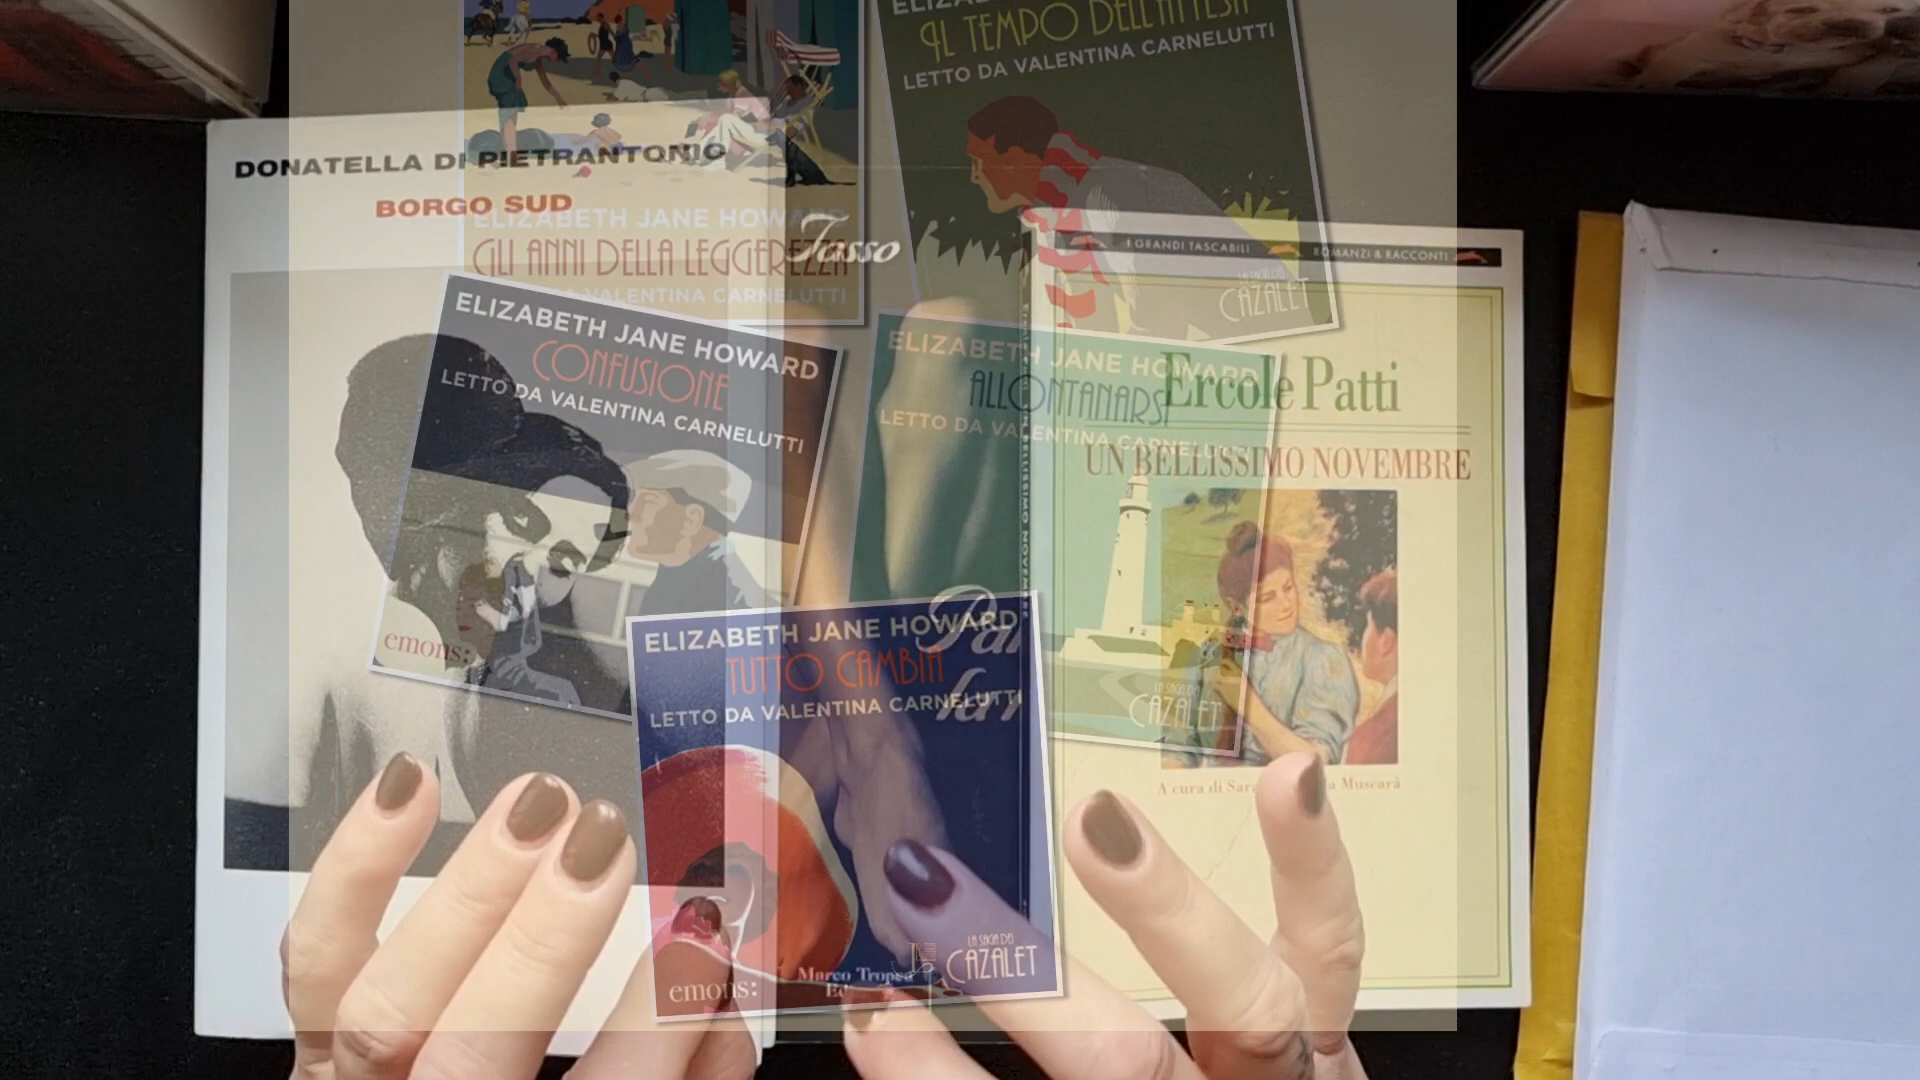 IL TEMPO DELL'ATTESA
LETTO DA VALENTINA CARNELUTTI
LA SAGA DEI
CAZALET
DONATELLA DI PIETRANTONIO
BORGO SUD
ELIZABETH JANE HOWARD
GLI ANNI DELLA LEGGEREZZA
DA VALENTINA CARNELUTTI
Tasso
I GRANDI TASCABILI
ROMANZI & RACCONTI
Ercole Patti
UN BELLISSIMO NOVEMBRE
A cura di
Muscarà
ELIZABETH JANE HOWARD
CONFUSIONE
LETTO DA VALENTINA CARNELUTTI
emons:
ELIZABETH JANE HOWARD
ALLONTANARSI
LETTO DA VALENTINA CARNELUTTI
LA SAGA DEI
CAZALET
ELIZABETH JANE HOWARD
TUTTO CAMBIA
LETTO DA VALENTINA CARNELUTTI
LA SAGA DEI
CAZALET
emons:
Marco Tropea